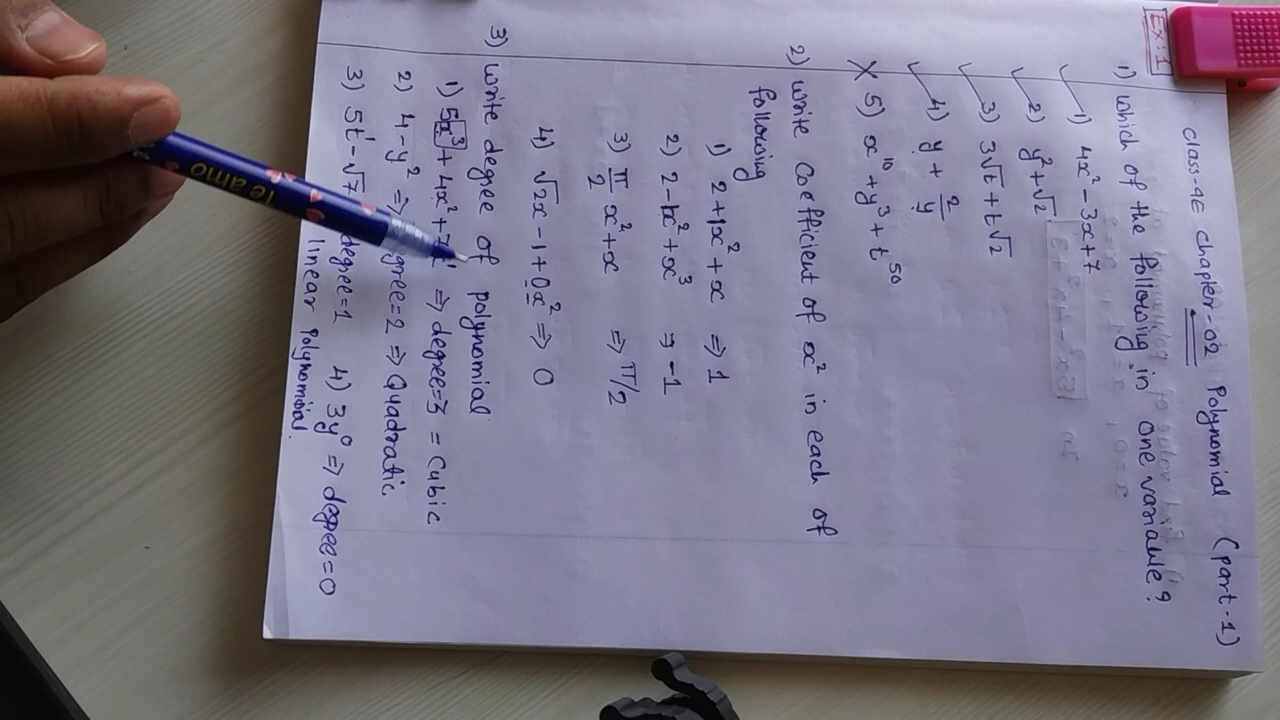 Class-9E Chapter-02 Polynomial (part-1)
Ex:1
1) Which of the following in one variable?
✓ 1) 4x² - 3x + 7
✓ 2) y² + √2
✓ 3) 3√t + t√2
✓ 4) y + 2/y
X 5) x¹⁰ + y³ + t⁵⁰
2) Write Coefficient of x² in each of
following
1) 2 + 1x² + x ⇒ 1
2) 2 - 1x² + x³ ⇒ -1
3) π/2 x² + x ⇒ π/2
4) √2x - 1 + 0x² ⇒ 0
3) Write degree of polynomial
1) 5x³ + 4x² + 7x¹ ⇒ degree=3 = Cubic
2) 4 - y² ⇒ degree=2 ⇒ Quadratic
3) 5t¹ - √7 degree=1 4) 3y⁰ ⇒ degree=0
linear Polynomial.
Te amo